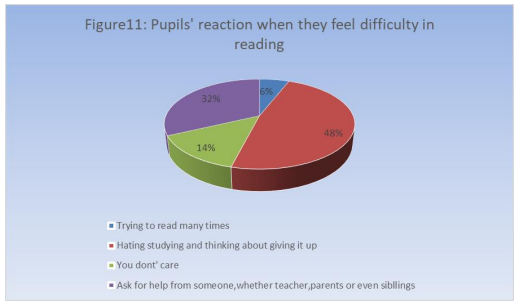 Figure11: Pupils' reaction when they feel difficulty in
reading
6%
32%
48%
14%
Trying to read many times
Hating studying and thinking about giving it up
You dont' care
Ask for help from someone,whether teacher,parents or even sibllings